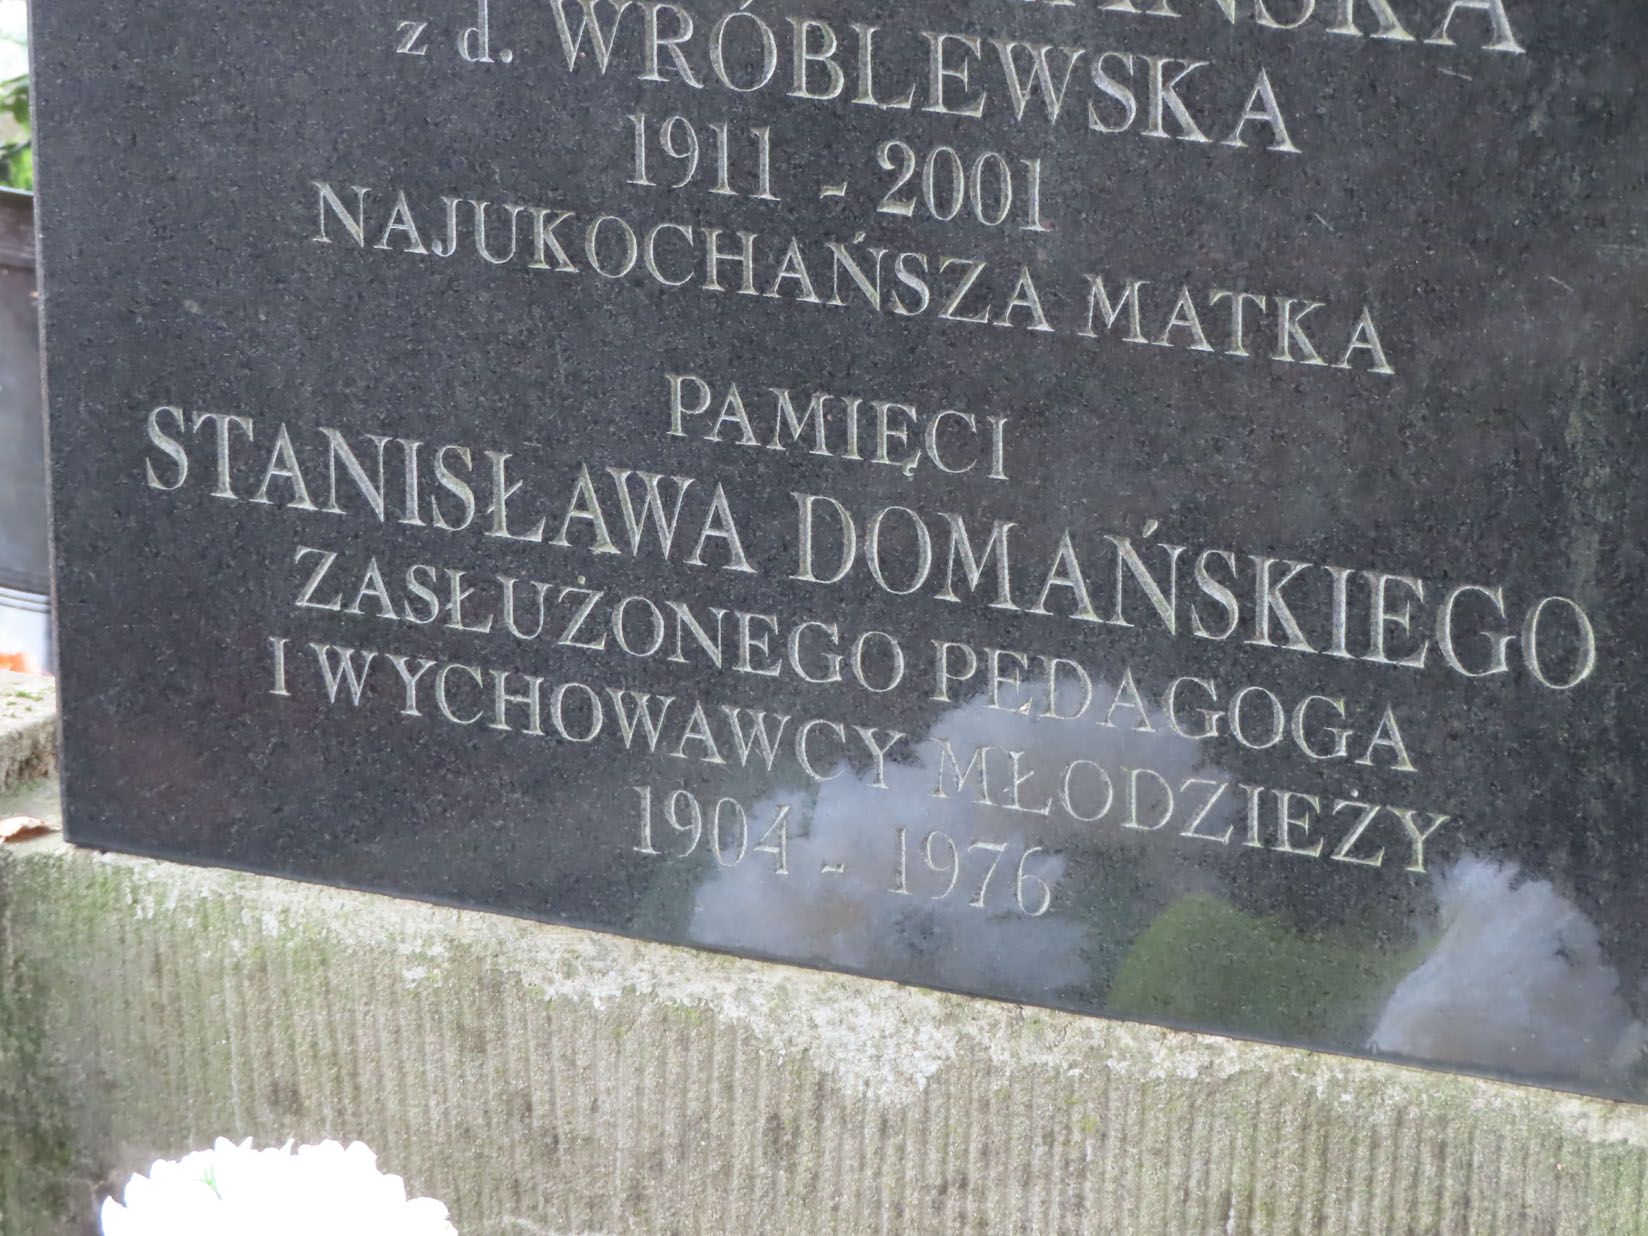 z d. WRÓBLEWSKA
1911 - 2001
NAJUKOCHAŃSZA MATKA
PAMIĘCI
STANISŁAWA DOMAŃSKIEGO
ZASŁUŻONEGO PEDAGOGA
I WYCHOWAWCY MŁODZIEŻY
1904 - 1976